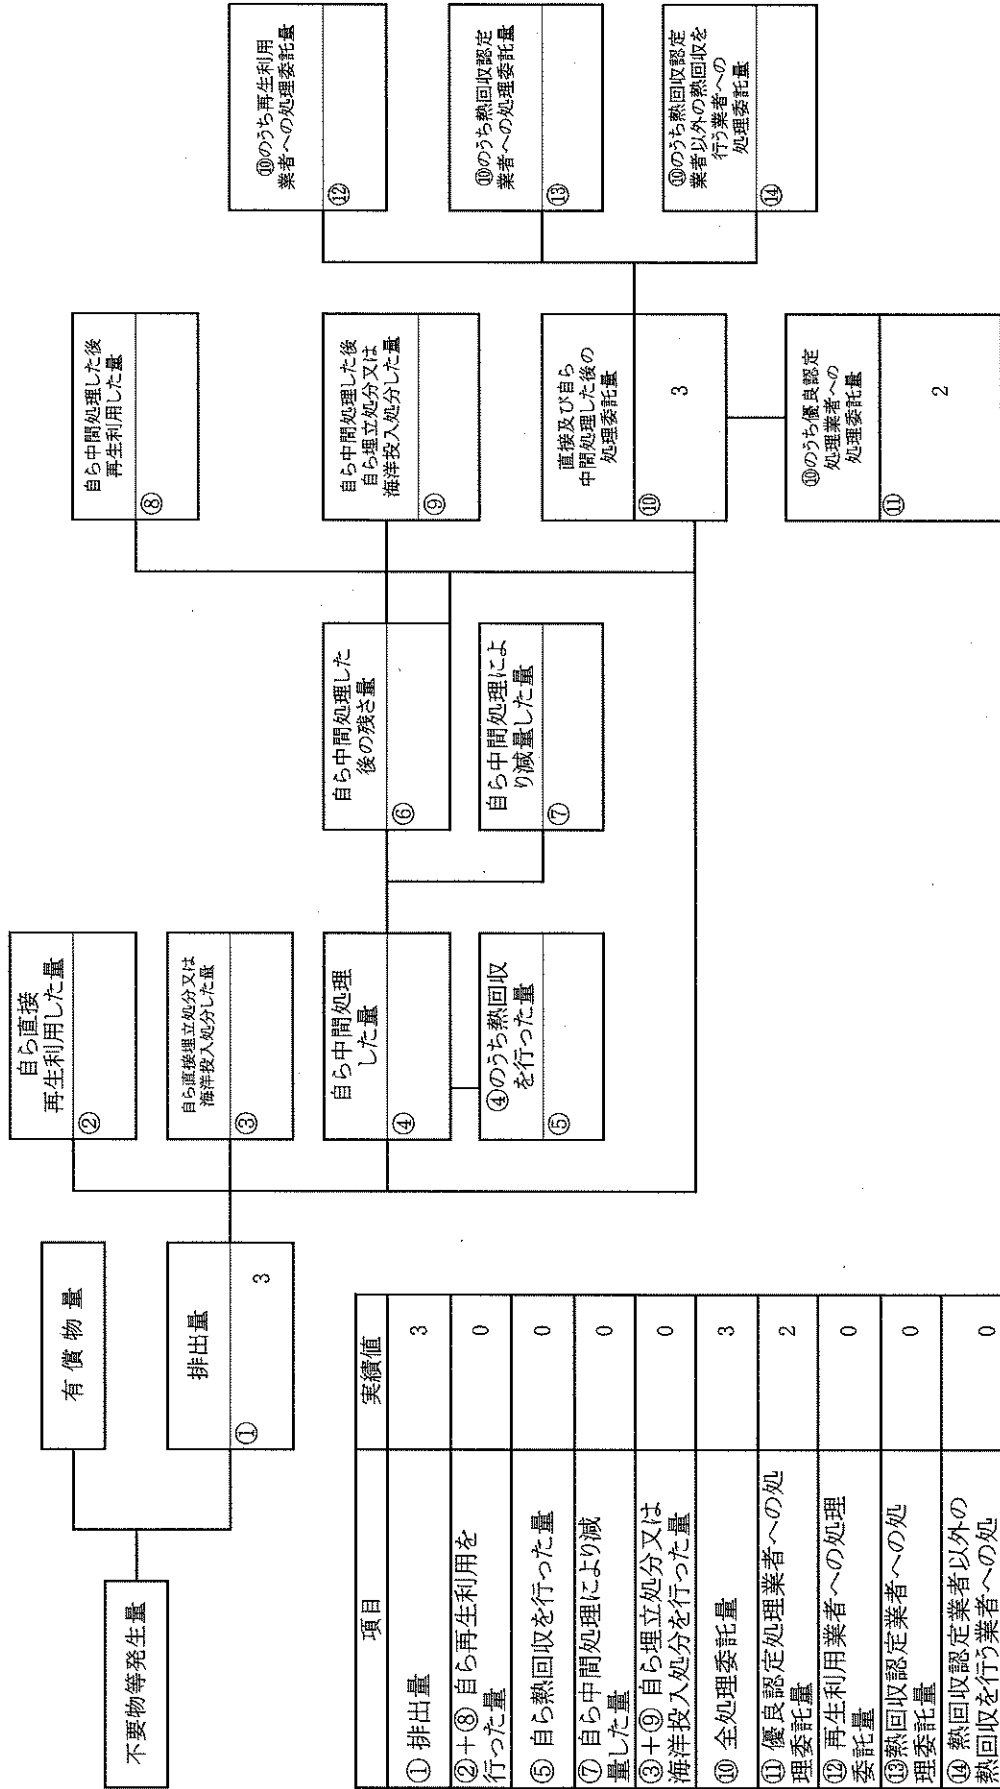 不要物等発生量
有償物量
排出量
①
3
自ら直接
再生利用した量
②
自ら直接埋立処分又は
海洋投入処分した量
③
自ら中間処理
した量
④
④のうち熱回収
を行った量
⑤
自ら中間処理した
後の残さ量
⑥
自ら中間処理によ
り減量した量
⑦
自ら中間処理した後
再生利用した量
⑧
自ら中間処理した後
自ら埋立処分又は
海洋投入処分した量
⑨
直接及び自ら
中間処理した後の
処理委託量
⑩
3
⑩のうち優良認定
処理業者への
処理委託量
⑪
2
⑩のうち再生利用
業者への処理委託量
⑫
⑩のうち熱回収認定
業者への処理委託量
⑬
⑩のうち熱回収認定
業者以外の熱回収を
行う業者への
処理委託量
⑭
項目 実績値
① 排出量 3
②+⑧ 自ら再生利用を
行った量 0
⑤ 自ら熱回収を行った量 0
⑦ 自ら中間処理により減
量した量 0
③+⑨ 自ら埋立処分又は
海洋投入処分を行った量 0
⑩ 全処理委託量 3
⑪ 優良認定処理業者への処
理委託量 2
⑫ 再生利用業者への処理
委託量 0
⑬熱回収認定業者への処
理委託量 0
⑭ 熱回収認定業者以外の
熱回収を行う業者への処 0